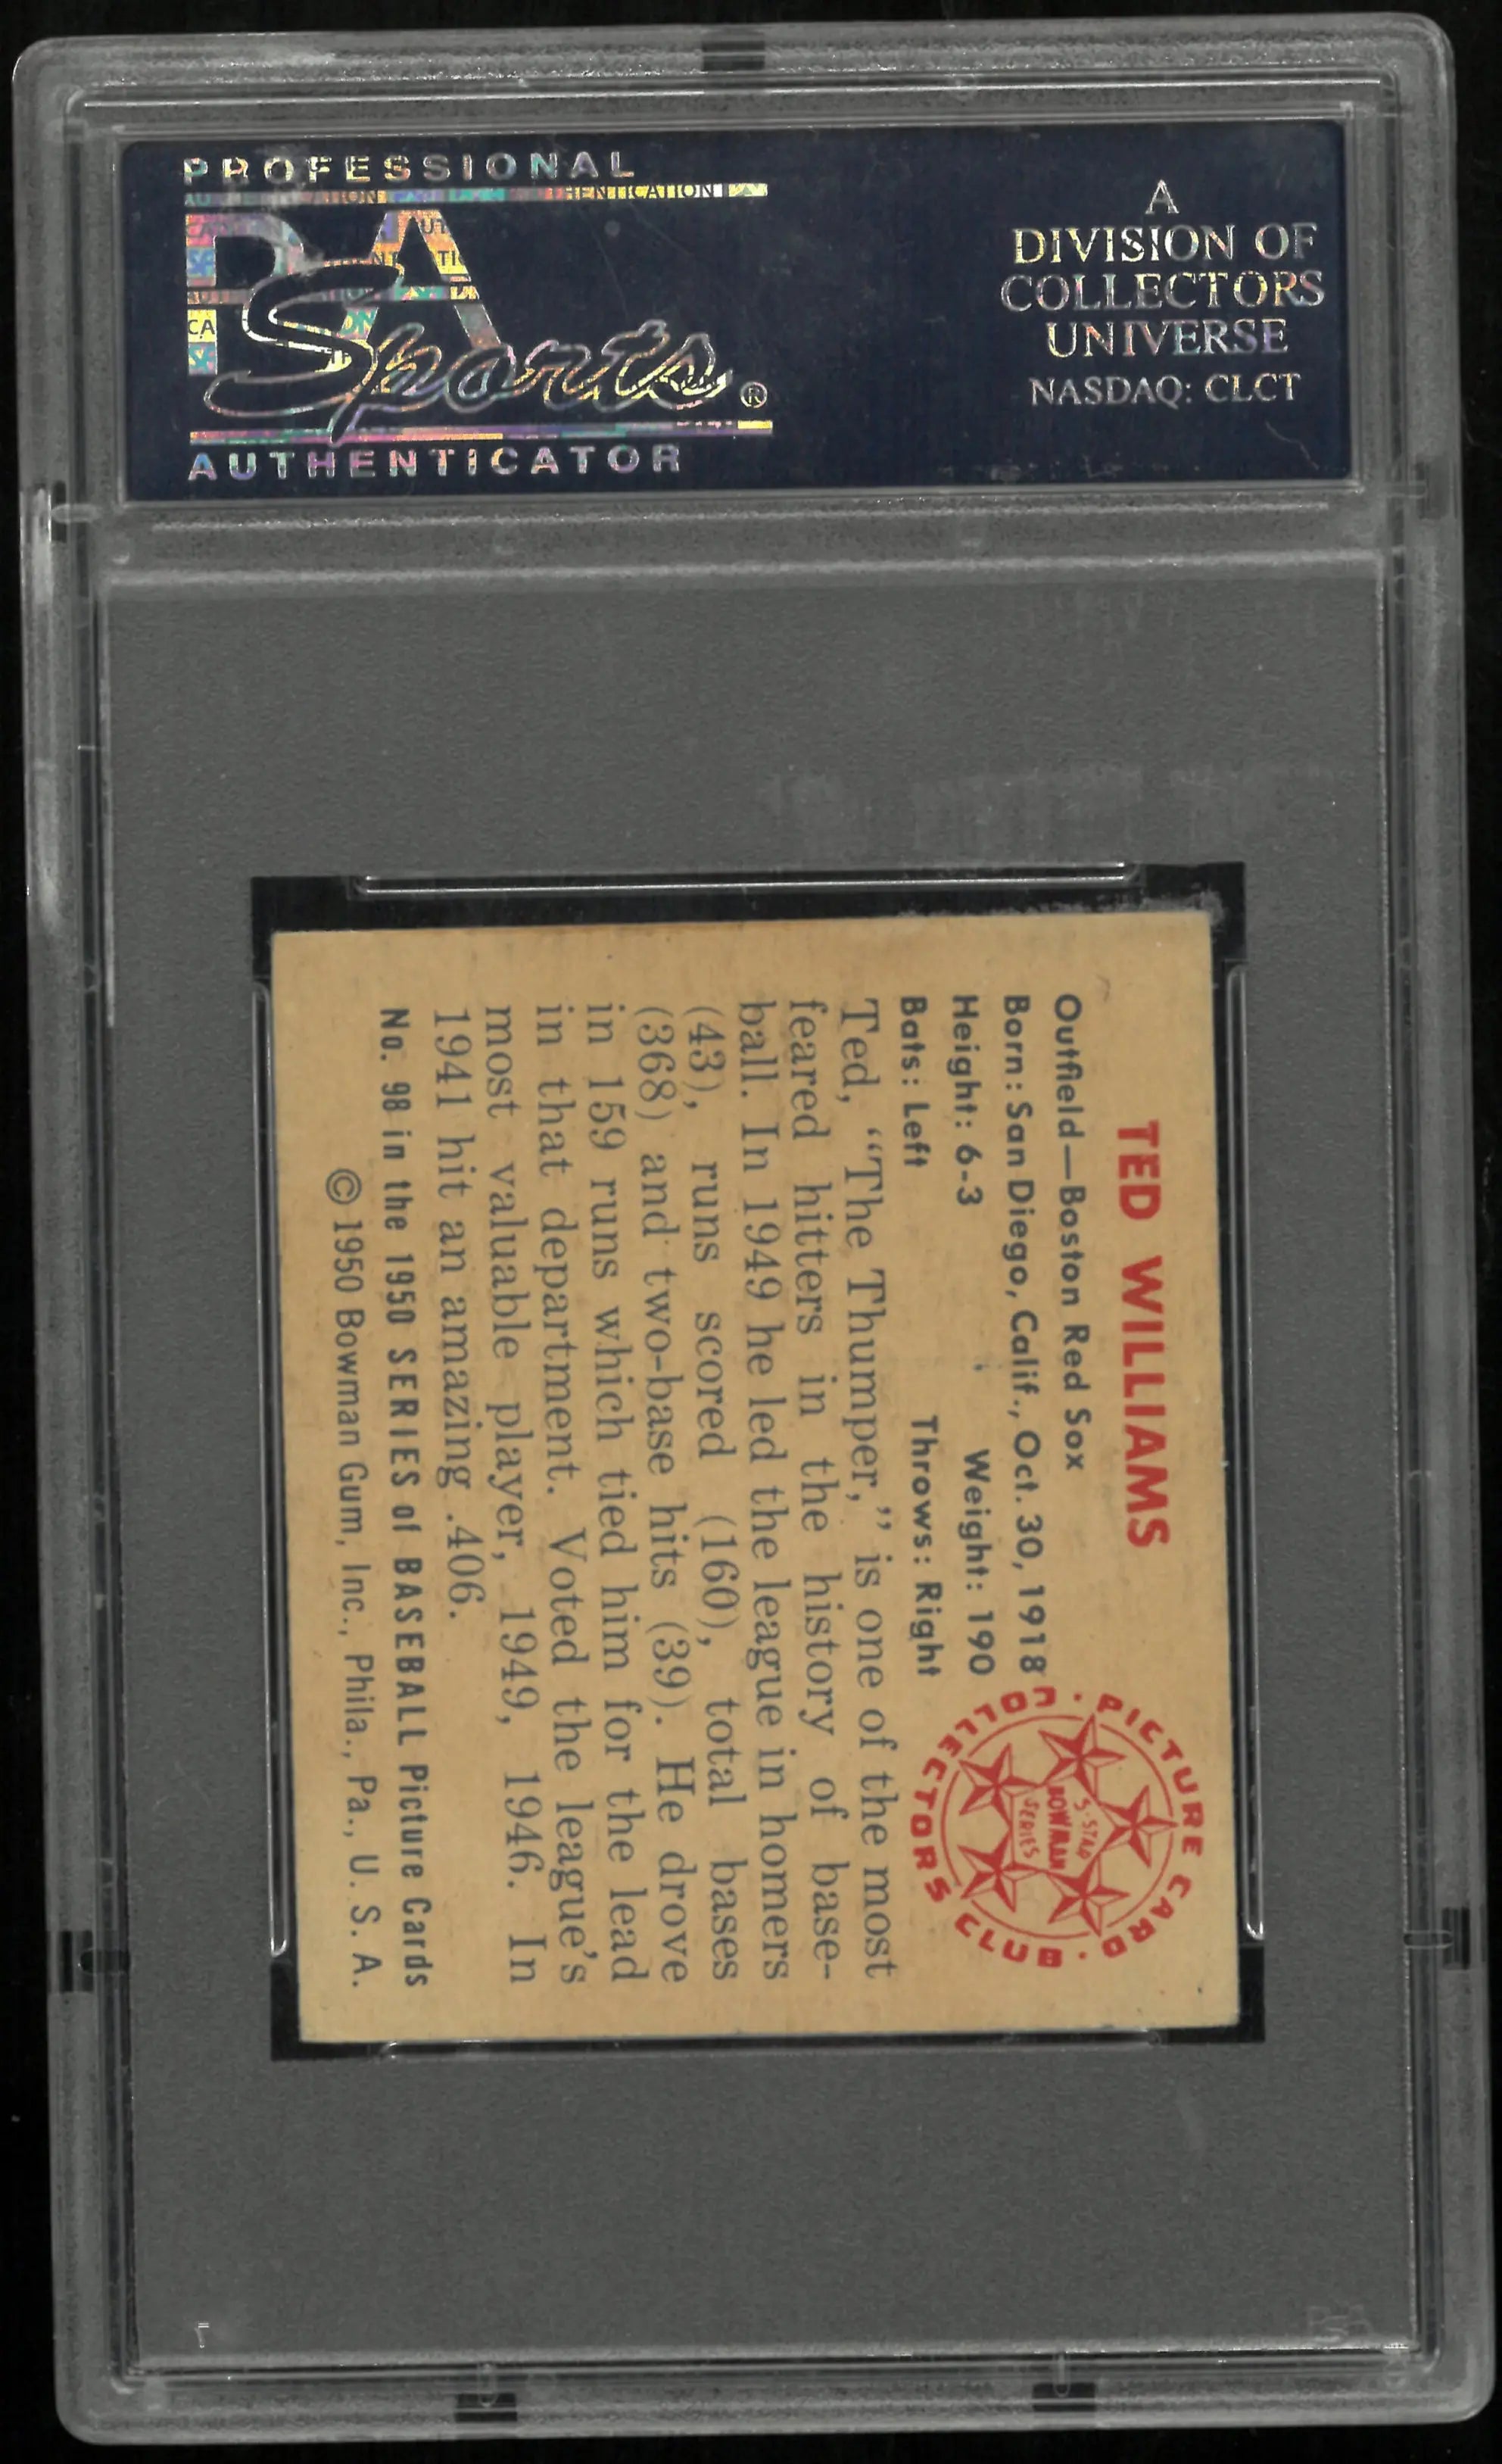 PROFESSIONAL
PSA
Sports®
AUTHENTICATOR
A
DIVISION OF
COLLECTORS
UNIVERSE
NASDAQ: CLCT
TED WILLIAMS
Outfield—Boston Red Sox
Born: San Diego, Calif., Oct. 30, 1918
Height: 6-3 Weight: 190
Bats: Left Throws: Right
PICTURE CARD · COLLECTORS CLUB ·
5-STAR
BOWMAN
SERIES
Ted, “The Thumper,” is one of the most
feared hitters in the history of base-
ball. In 1949 he led the league in homers
(43), runs scored (160), total bases
(368) and two-base hits (39). He drove
in 159 runs which tied him for the lead
in that department. Voted the league’s
most valuable player, 1949, 1946. In
1941 hit an amazing .406.
No. 98 in the 1950 SERIES of BASEBALL Picture Cards
© 1950 Bowman Gum, Inc., Phila., Pa., U. S. A.